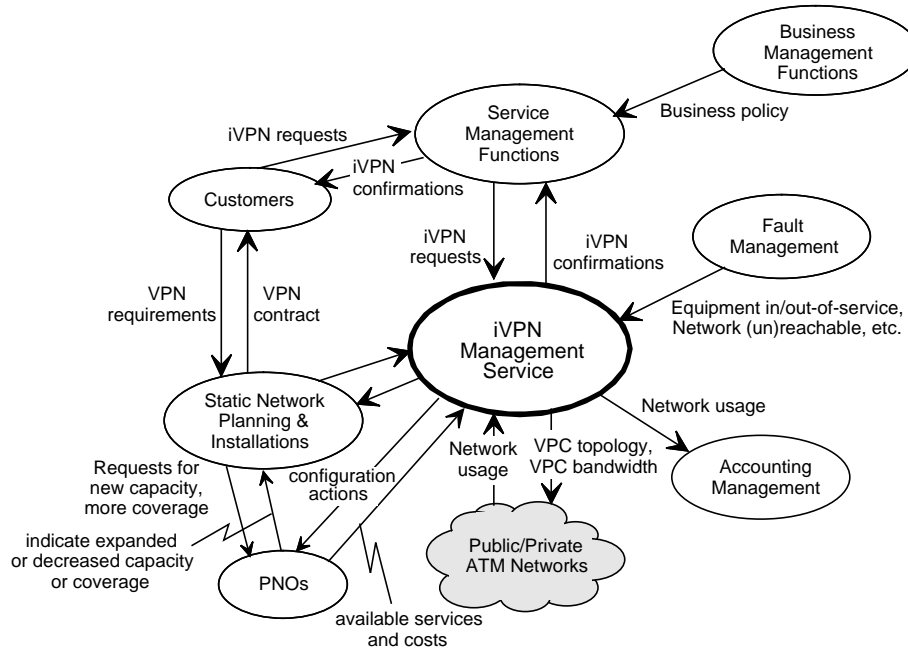 Business
Management
Functions
Business policy
Service
Management
Functions
iVPN requests
iVPN
confirmations
Customers
iVPN
requests
iVPN
confirmations
Fault
Management
Equipment in/out-of-service,
Network (un)reachable, etc.
VPN
requirements
VPN
contract
iVPN
Management
Service
Static Network
Planning &
Installations
Network usage
Accounting
Management
Network
usage
VPC topology,
VPC bandwidth
Requests for
new capacity,
more coverage
configuration
actions
indicate expanded
or decreased capacity
or coverage
Public/Private
ATM Networks
PNOs
available services
and costs